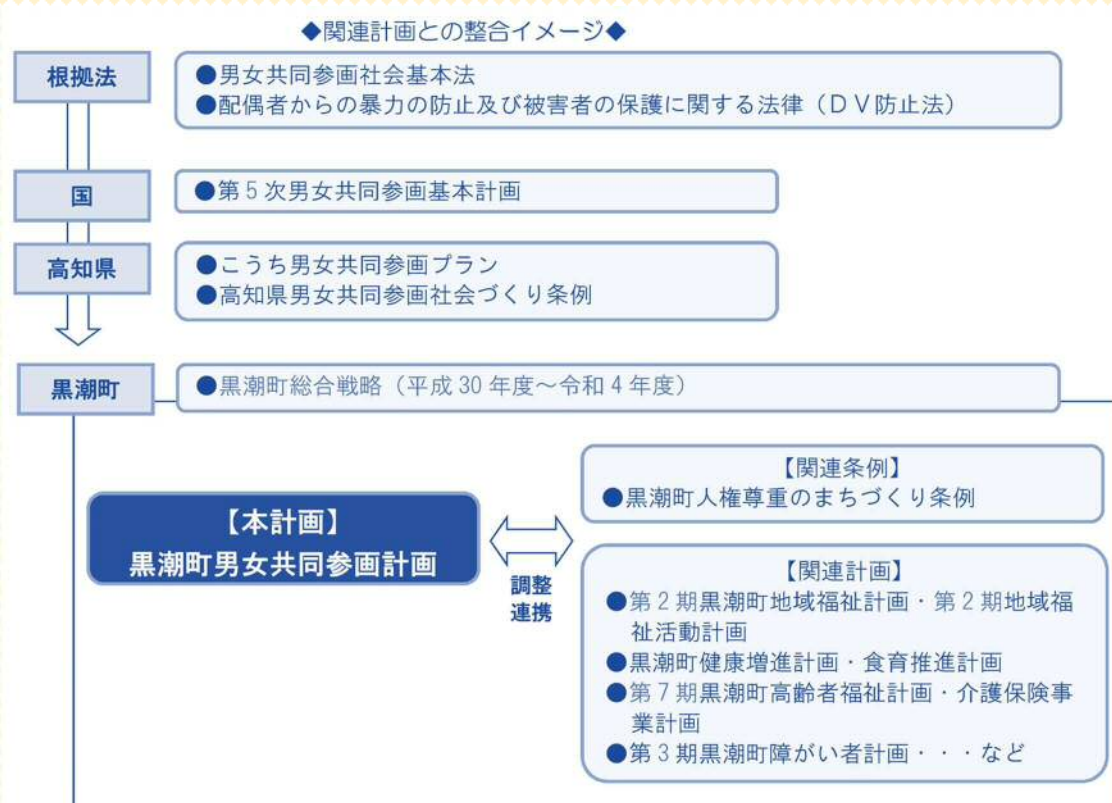 ◆関連計画との整合イメージ◆
根拠法
●男女共同参画社会基本法
●配偶者からの暴力の防止及び被害者の保護に関する法律（ＤＶ防止法）
国
●第5次男女共同参画基本計画
高知県
●こうち男女共同参画プラン
●高知県男女共同参画社会づくり条例
黒潮町
●黒潮町総合戦略（平成30年度～令和4年度）
【本計画】
黒潮町男女共同参画計画
調整
連携
【関連条例】
●黒潮町人権尊重のまちづくり条例
【関連計画】
●第2期黒潮町地域福祉計画・第2期地域福
祉活動計画
●黒潮町健康増進計画・食育推進計画
●第7期黒潮町高齢者福祉計画・介護保険事
業計画
●第3期黒潮町障がい者計画・・・など